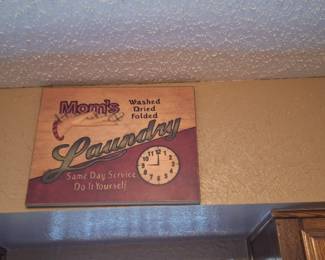 Mom's
Washed
Dried
Folded
Laundry
Same Day Service
Do It Yourself